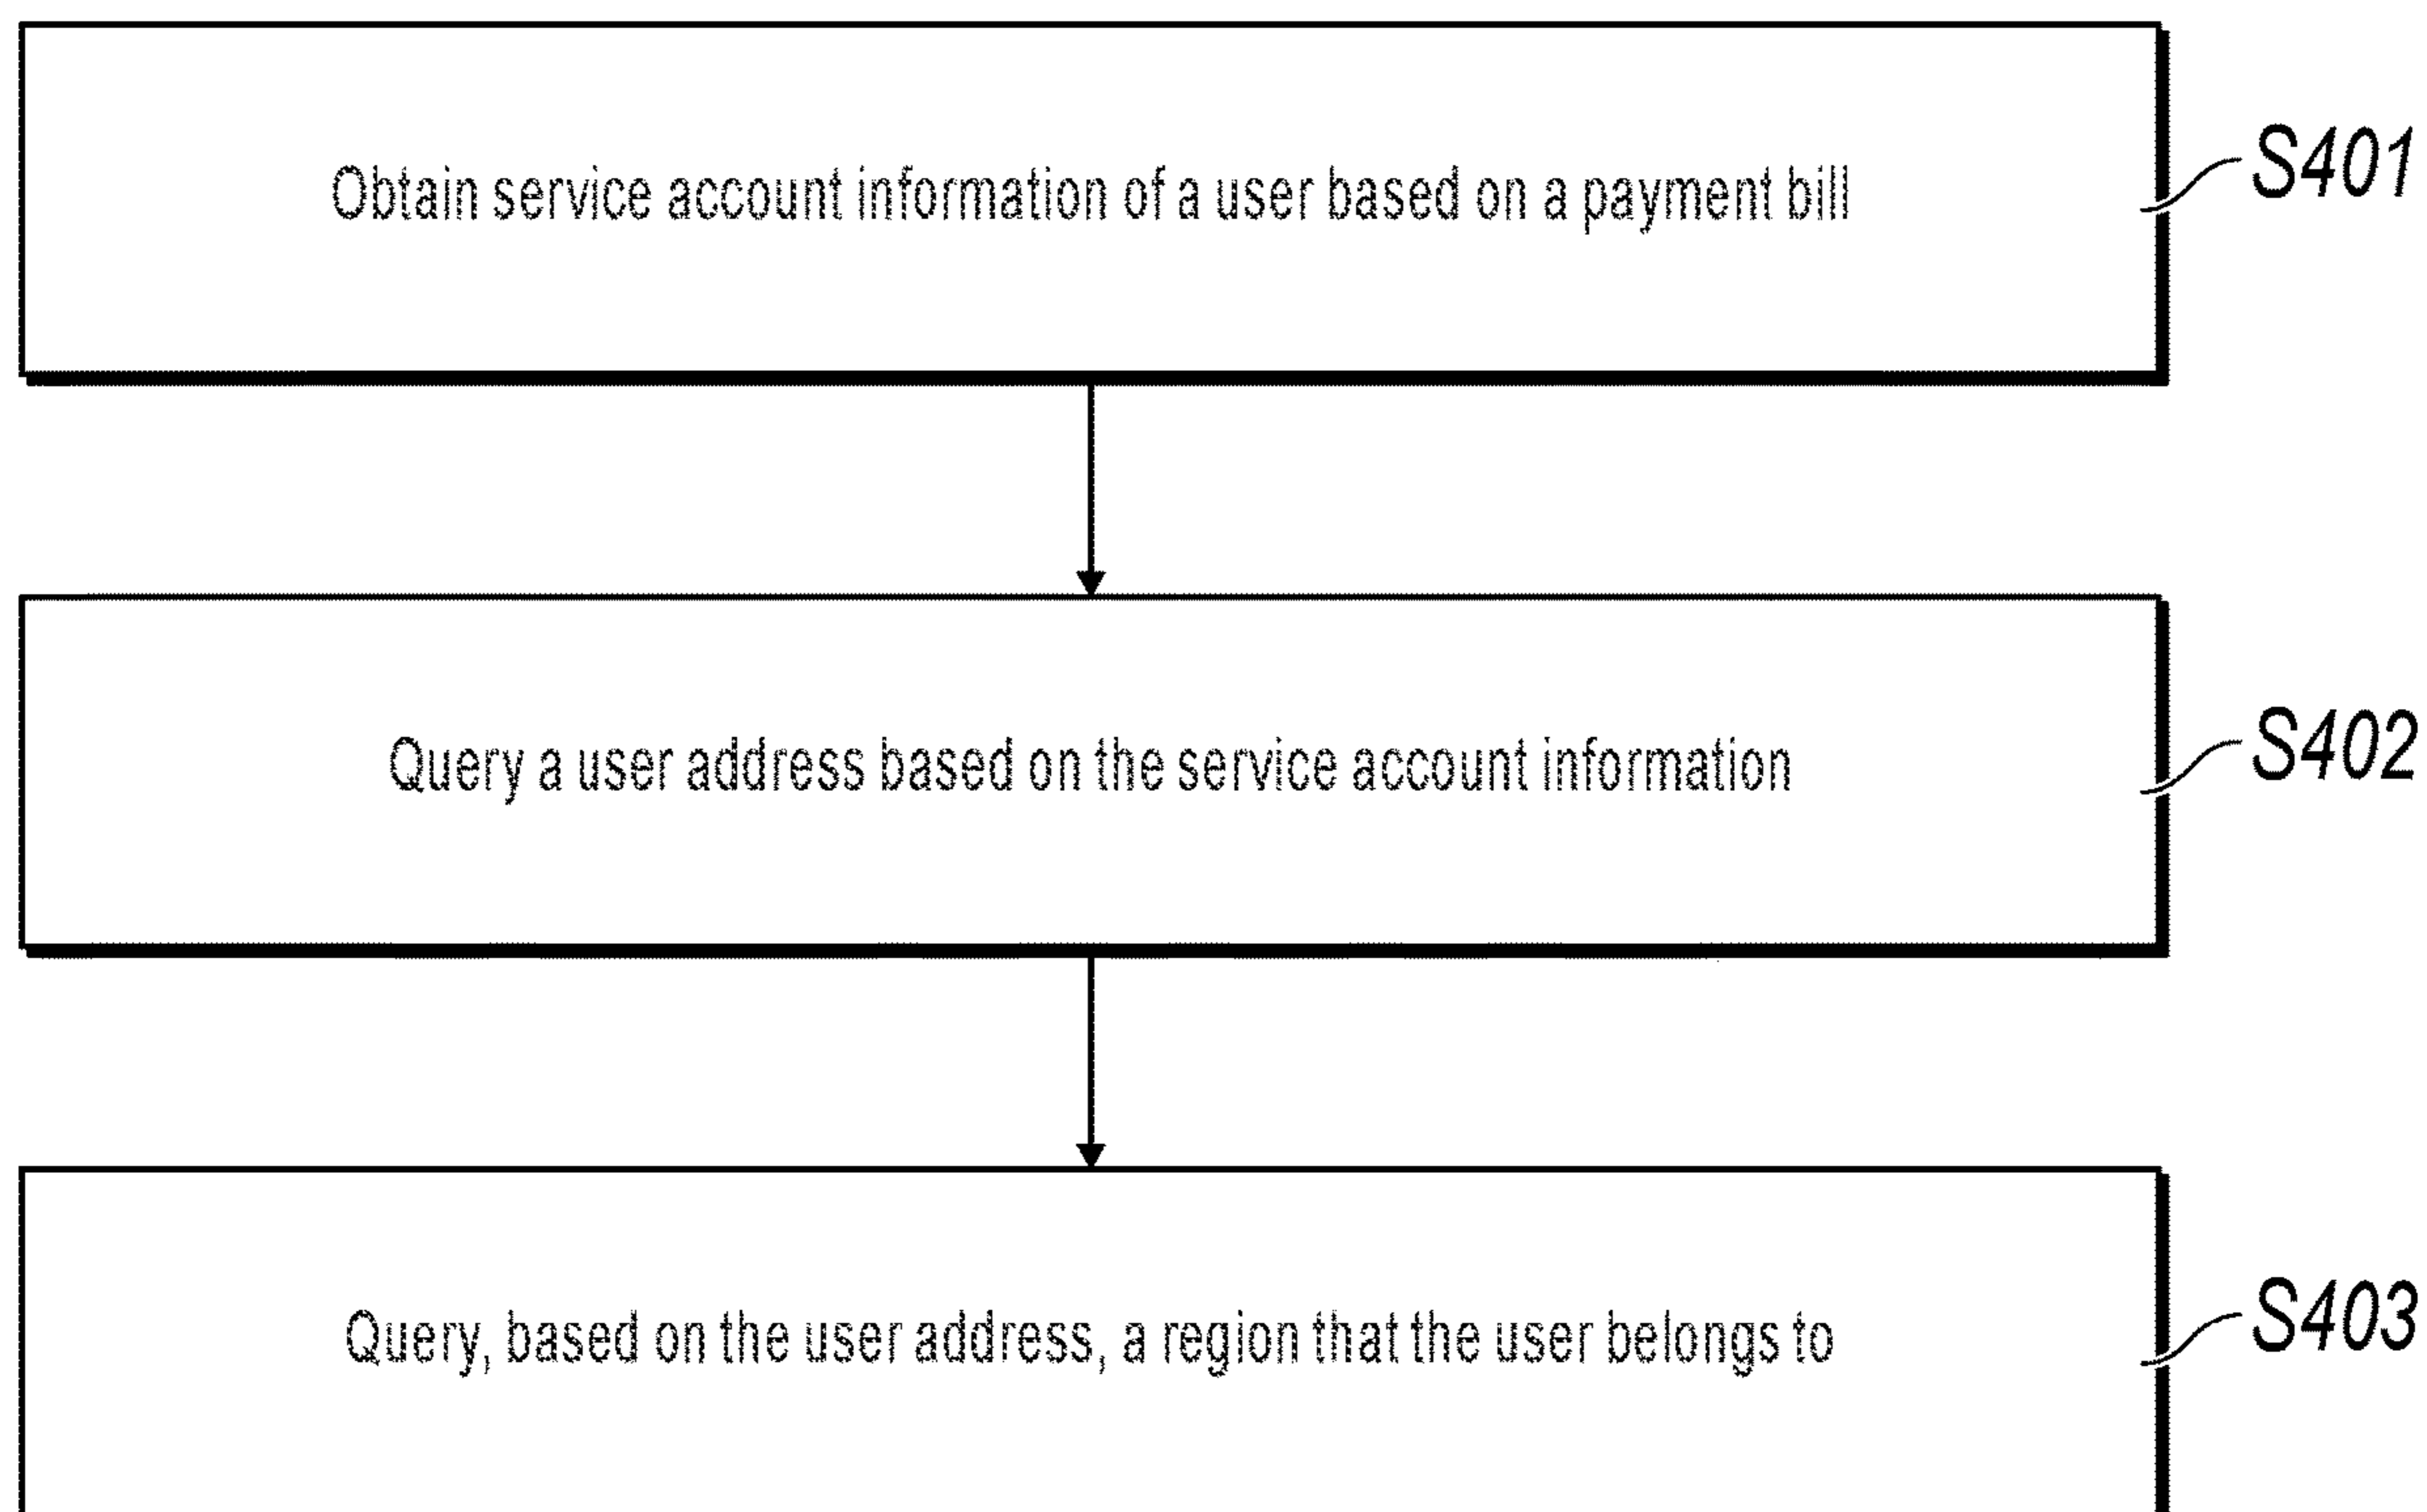 Obtain service account information of a user based on a payment bill
S401
Query a user address based on the service account information
S402
Query, based on the user address, a region that the user belongs to
S403